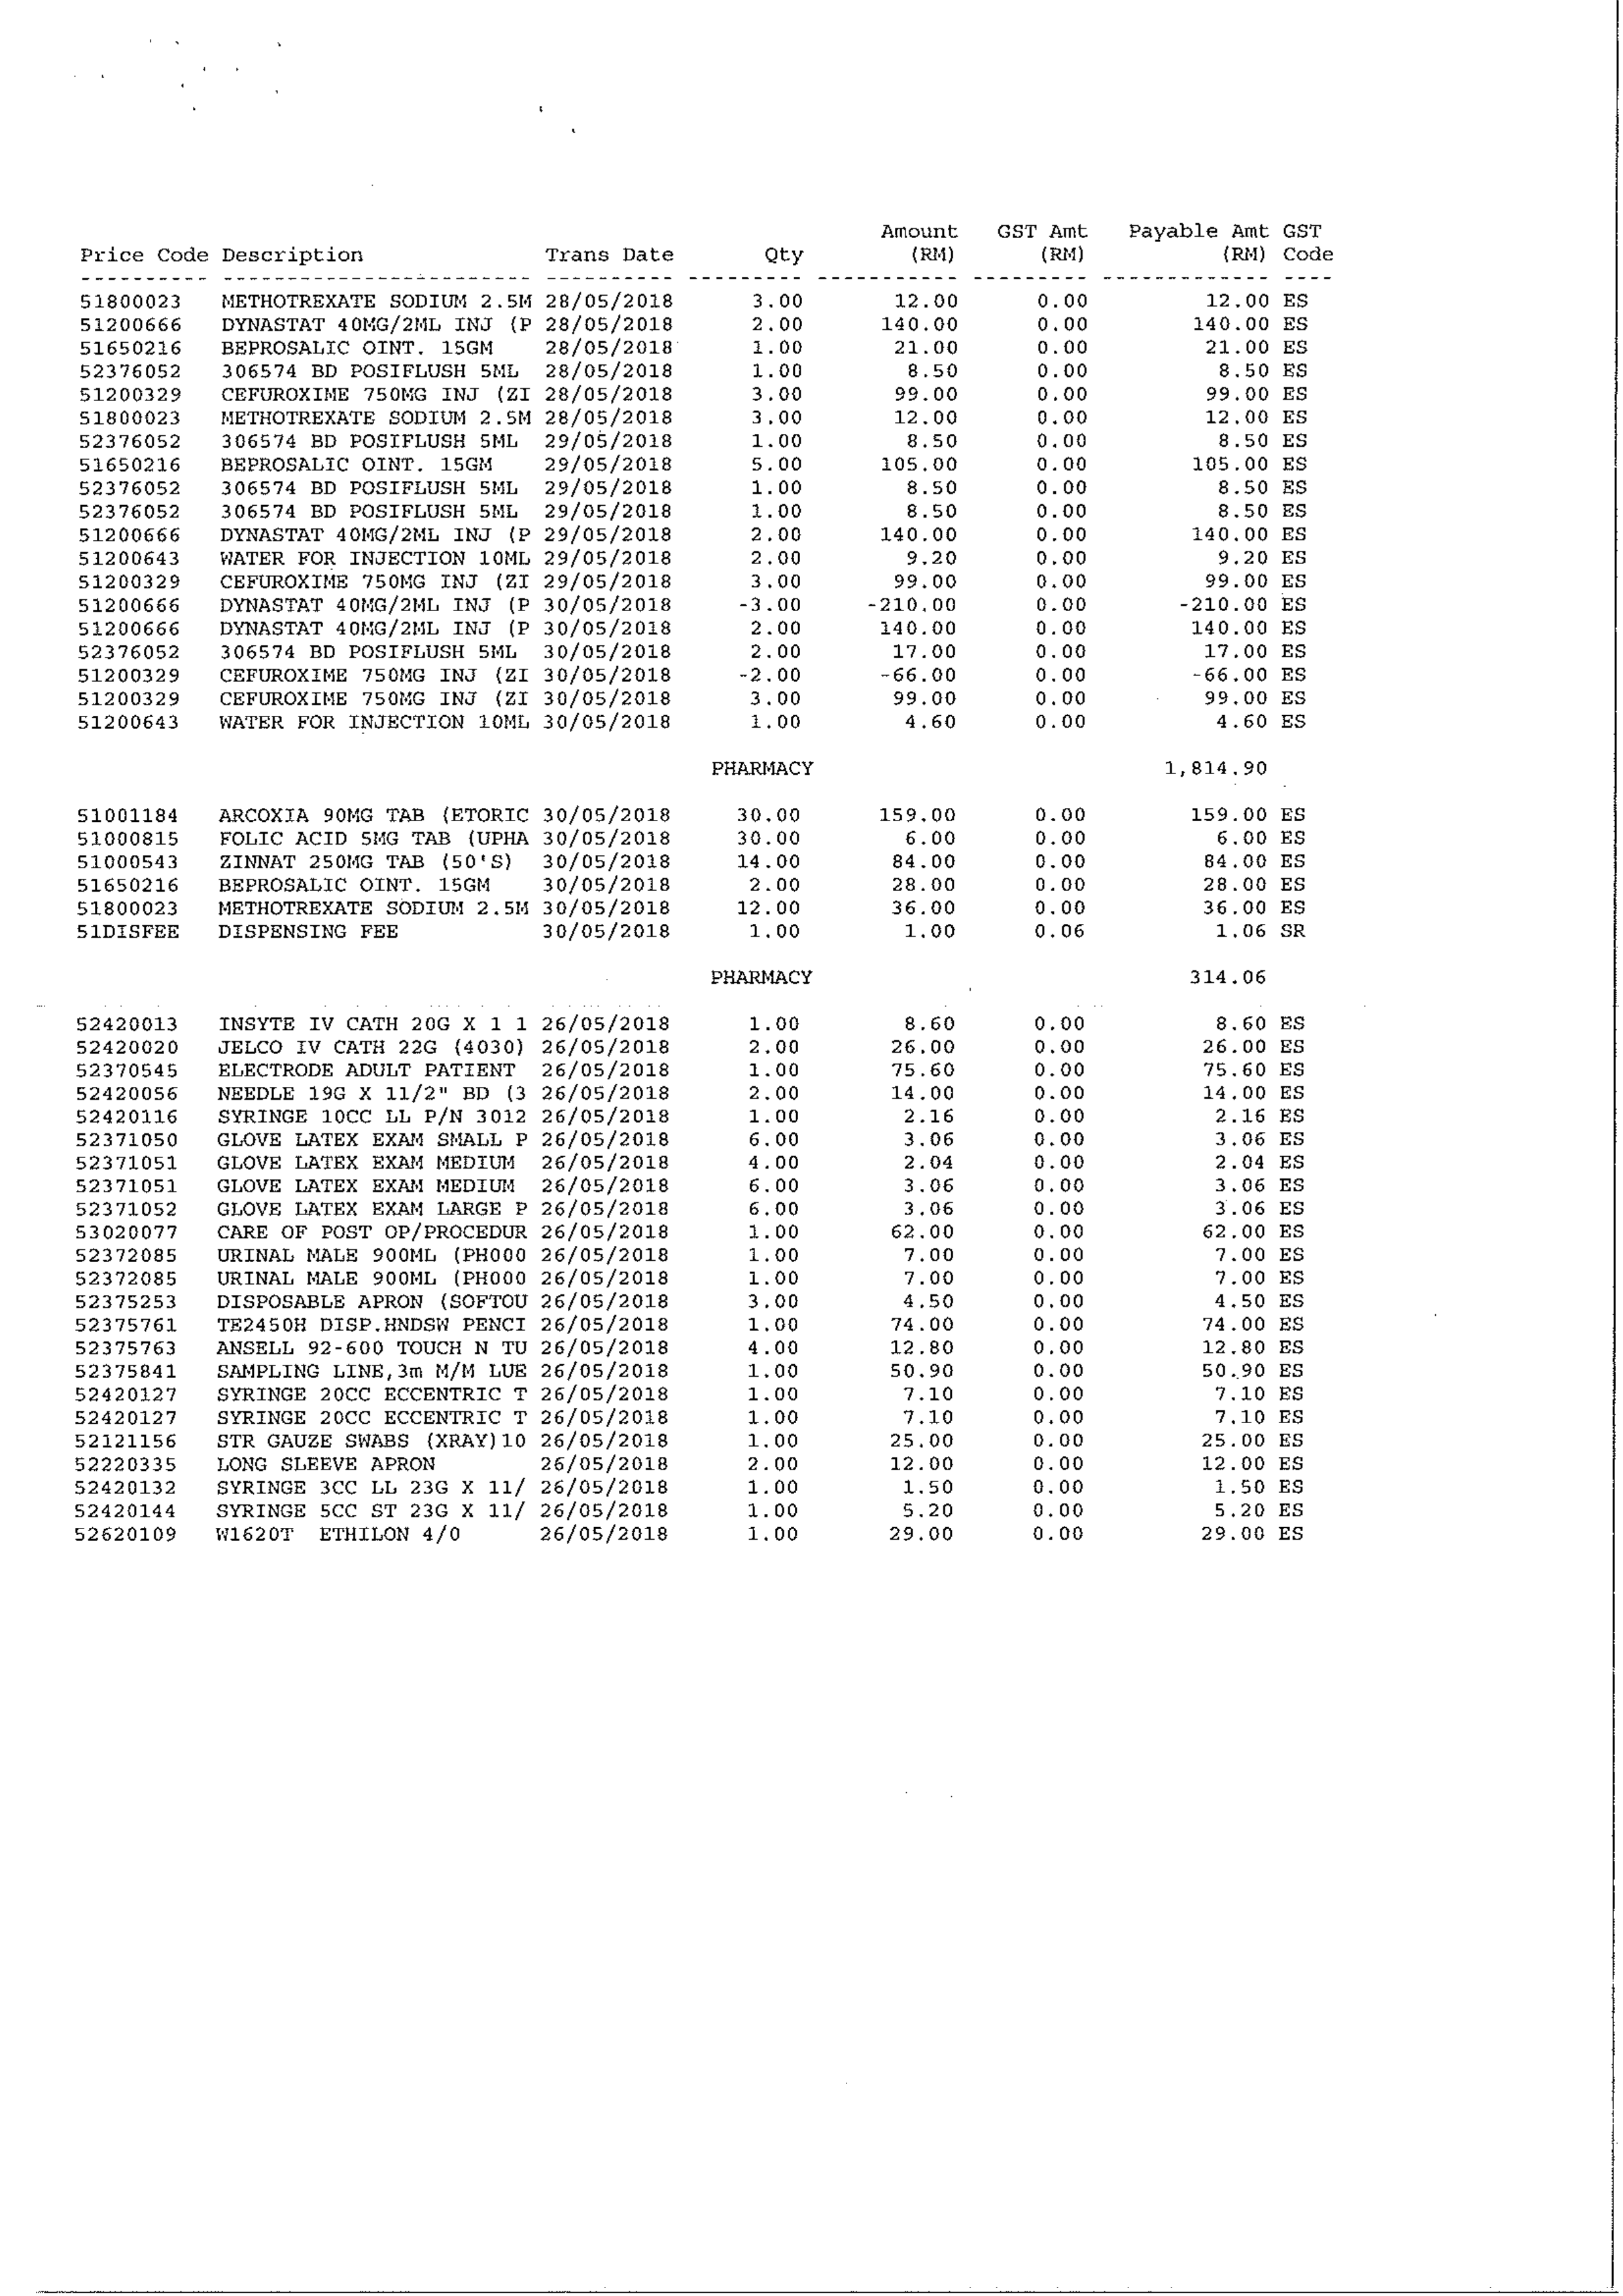 Amount GST Amt Payable Amt GST
Price Code Description Trans Date Qty (RM) (RM) (RM) Code
---------- ------------------------ ---------- --------- ----------- --------- ------------- ----
51800023 METHOTREXATE SODIUM 2.5M 28/05/2018 3.00 12.00 0.00 12.00 ES
51200666 DYNASTAT 40MG/2ML INJ (P 28/05/2018 2.00 140.00 0.00 140.00 ES
51650216 BEPROSALIC OINT. 15GM 28/05/2018 1.00 21.00 0.00 21.00 ES
52376052 306574 BD POSIFLUSH 5ML 28/05/2018 1.00 8.50 0.00 8.50 ES
51200329 CEFUROXIME 750MG INJ (ZI 28/05/2018 3.00 99.00 0.00 99.00 ES
51800023 METHOTREXATE SODIUM 2.5M 28/05/2018 3.00 12.00 0.00 12.00 ES
52376052 306574 BD POSIFLUSH 5ML 29/05/2018 1.00 8.50 0.00 8.50 ES
51650216 BEPROSALIC OINT. 15GM 29/05/2018 5.00 105.00 0.00 105.00 ES
52376052 306574 BD POSIFLUSH 5ML 29/05/2018 1.00 8.50 0.00 8.50 ES
52376052 306574 BD POSIFLUSH 5ML 29/05/2018 1.00 8.50 0.00 8.50 ES
51200666 DYNASTAT 40MG/2ML INJ (P 29/05/2018 2.00 140.00 0.00 140.00 ES
51200643 WATER FOR INJECTION 10ML 29/05/2018 2.00 9.20 0.00 9.20 ES
51200329 CEFUROXIME 750MG INJ (ZI 29/05/2018 3.00 99.00 0.00 99.00 ES
51200666 DYNASTAT 40MG/2ML INJ (P 30/05/2018 -3.00 -210.00 0.00 -210.00 ES
51200666 DYNASTAT 40MG/2ML INJ (P 30/05/2018 2.00 140.00 0.00 140.00 ES
52376052 306574 BD POSIFLUSH 5ML 30/05/2018 2.00 17.00 0.00 17.00 ES
51200329 CEFUROXIME 750MG INJ (ZI 30/05/2018 -2.00 -66.00 0.00 -66.00 ES
51200329 CEFUROXIME 750MG INJ (ZI 30/05/2018 3.00 99.00 0.00 99.00 ES
51200643 WATER FOR INJECTION 10ML 30/05/2018 1.00 4.60 0.00 4.60 ES
PHARMACY 1,814.90
51001184 ARCOXIA 90MG TAB (ETORIC 30/05/2018 30.00 159.00 0.00 159.00 ES
51000815 FOLIC ACID 5MG TAB (UPHA 30/05/2018 30.00 6.00 0.00 6.00 ES
51000543 ZINNAT 250MG TAB (50'S) 30/05/2018 14.00 84.00 0.00 84.00 ES
51650216 BEPROSALIC OINT. 15GM 30/05/2018 2.00 28.00 0.00 28.00 ES
51800023 METHOTREXATE SODIUM 2.5M 30/05/2018 12.00 36.00 0.00 36.00 ES
51DISFEE DISPENSING FEE 30/05/2018 1.00 1.00 0.06 1.06 SR
PHARMACY 314.06
52420013 INSYTE IV CATH 20G X 1 1 26/05/2018 1.00 8.60 0.00 8.60 ES
52420020 JELCO IV CATH 22G (4030) 26/05/2018 2.00 26.00 0.00 26.00 ES
52370545 ELECTRODE ADULT PATIENT 26/05/2018 1.00 75.60 0.00 75.60 ES
52420056 NEEDLE 19G X 11/2" BD (3 26/05/2018 2.00 14.00 0.00 14.00 ES
52420116 SYRINGE 10CC LL P/N 3012 26/05/2018 1.00 2.16 0.00 2.16 ES
52371050 GLOVE LATEX EXAM SMALL P 26/05/2018 6.00 3.06 0.00 3.06 ES
52371051 GLOVE LATEX EXAM MEDIUM 26/05/2018 4.00 2.04 0.00 2.04 ES
52371051 GLOVE LATEX EXAM MEDIUM 26/05/2018 6.00 3.06 0.00 3.06 ES
52371052 GLOVE LATEX EXAM LARGE P 26/05/2018 6.00 3.06 0.00 3.06 ES
53020077 CARE OF POST OP/PROCEDUR 26/05/2018 1.00 62.00 0.00 62.00 ES
52372085 URINAL MALE 900ML (PH000 26/05/2018 1.00 7.00 0.00 7.00 ES
52372085 URINAL MALE 900ML (PH000 26/05/2018 1.00 7.00 0.00 7.00 ES
52375253 DISPOSABLE APRON (SOFTOU 26/05/2018 3.00 4.50 0.00 4.50 ES
52375761 TE2450H DISP.HNDSW PENCI 26/05/2018 1.00 74.00 0.00 74.00 ES
52375763 ANSELL 92-600 TOUCH N TU 26/05/2018 4.00 12.80 0.00 12.80 ES
52375841 SAMPLING LINE,3m M/M LUE 26/05/2018 1.00 50.90 0.00 50.90 ES
52420127 SYRINGE 20CC ECCENTRIC T 26/05/2018 1.00 7.10 0.00 7.10 ES
52420127 SYRINGE 20CC ECCENTRIC T 26/05/2018 1.00 7.10 0.00 7.10 ES
52121156 STR GAUZE SWABS (XRAY)10 26/05/2018 1.00 25.00 0.00 25.00 ES
52220335 LONG SLEEVE APRON 26/05/2018 2.00 12.00 0.00 12.00 ES
52420132 SYRINGE 3CC LL 23G X 11/ 26/05/2018 1.00 1.50 0.00 1.50 ES
52420144 SYRINGE 5CC ST 23G X 11/ 26/05/2018 1.00 5.20 0.00 5.20 ES
52620109 W1620T ETHILON 4/0 26/05/2018 1.00 29.00 0.00 29.00 ES